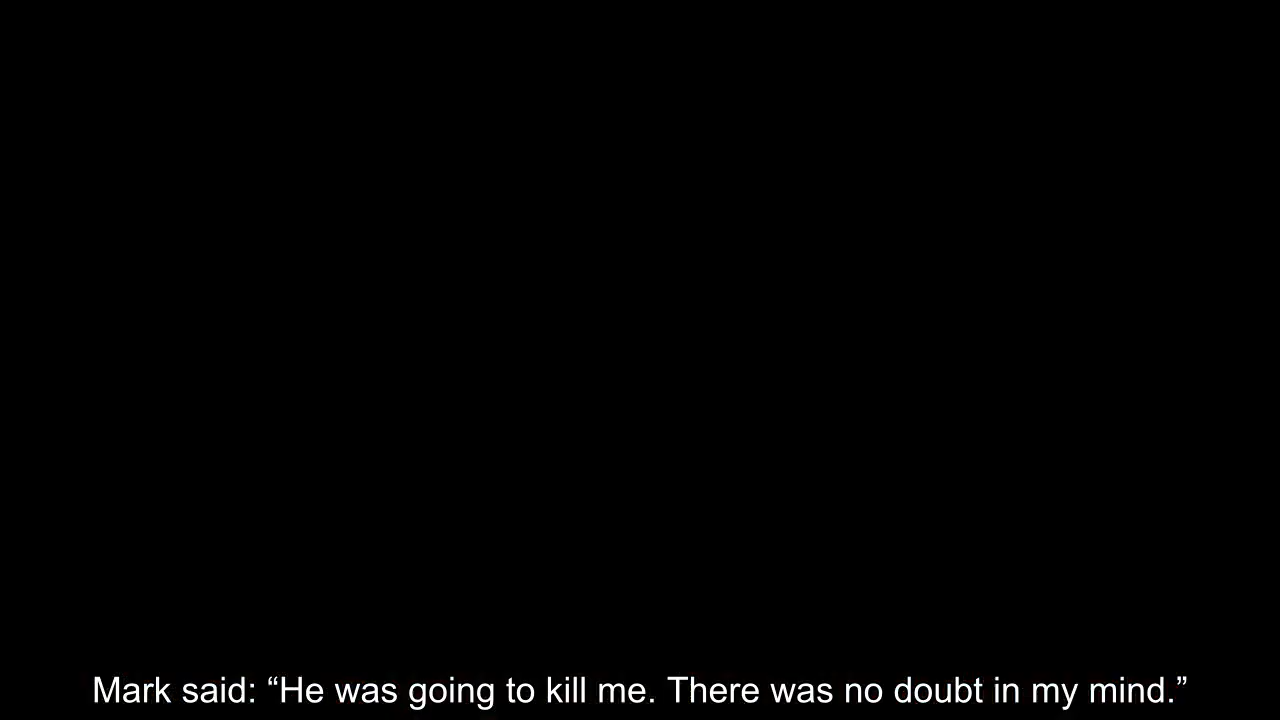 Mark said: “He was going to kill me. There was no doubt in my mind.”